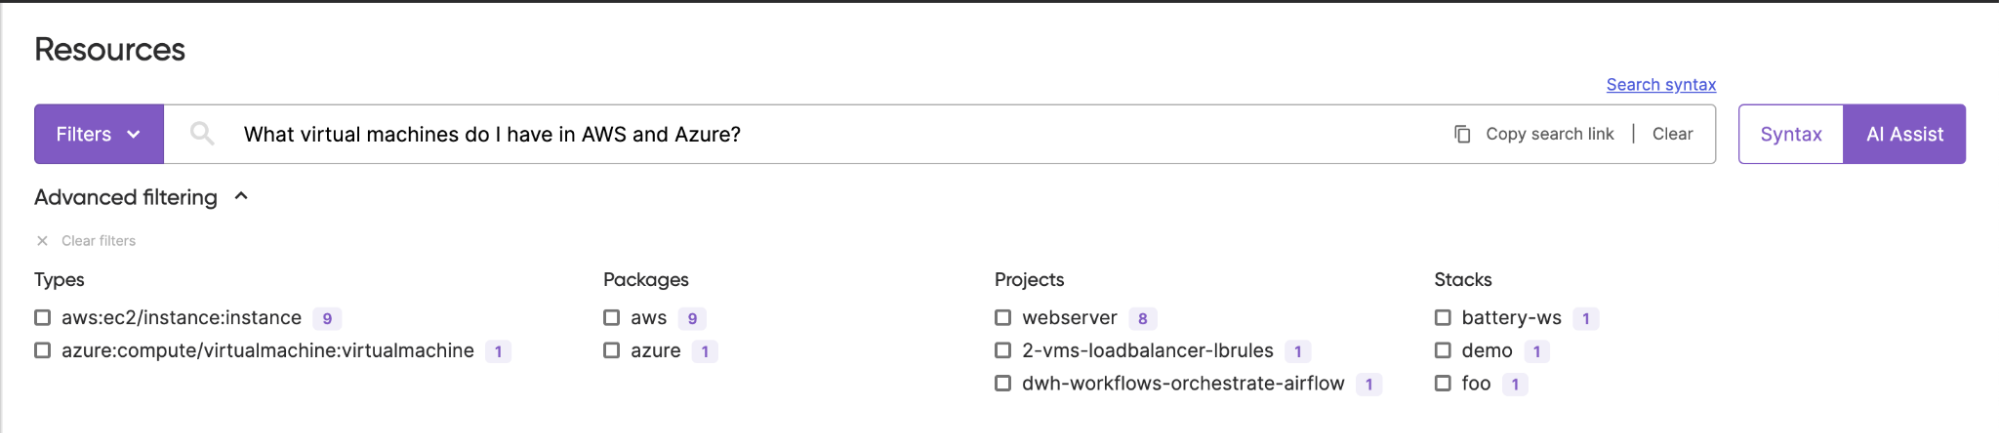 Resources
Search syntax
Filters
What virtual machines do I have in AWS and Azure?
Copy search link | Clear
Syntax
AI Assist
Advanced filtering
Clear filters
Types
aws:ec2/instance:instance 9
azure:compute/virtualmachine:virtualmachine 1
Packages
aws 9
azure 1
Projects
webserver 8
2-vms-loadbalancer-lbrules 1
dwh-workflows-orchestrate-airflow 1
Stacks
battery-ws 1
demo 1
foo 1